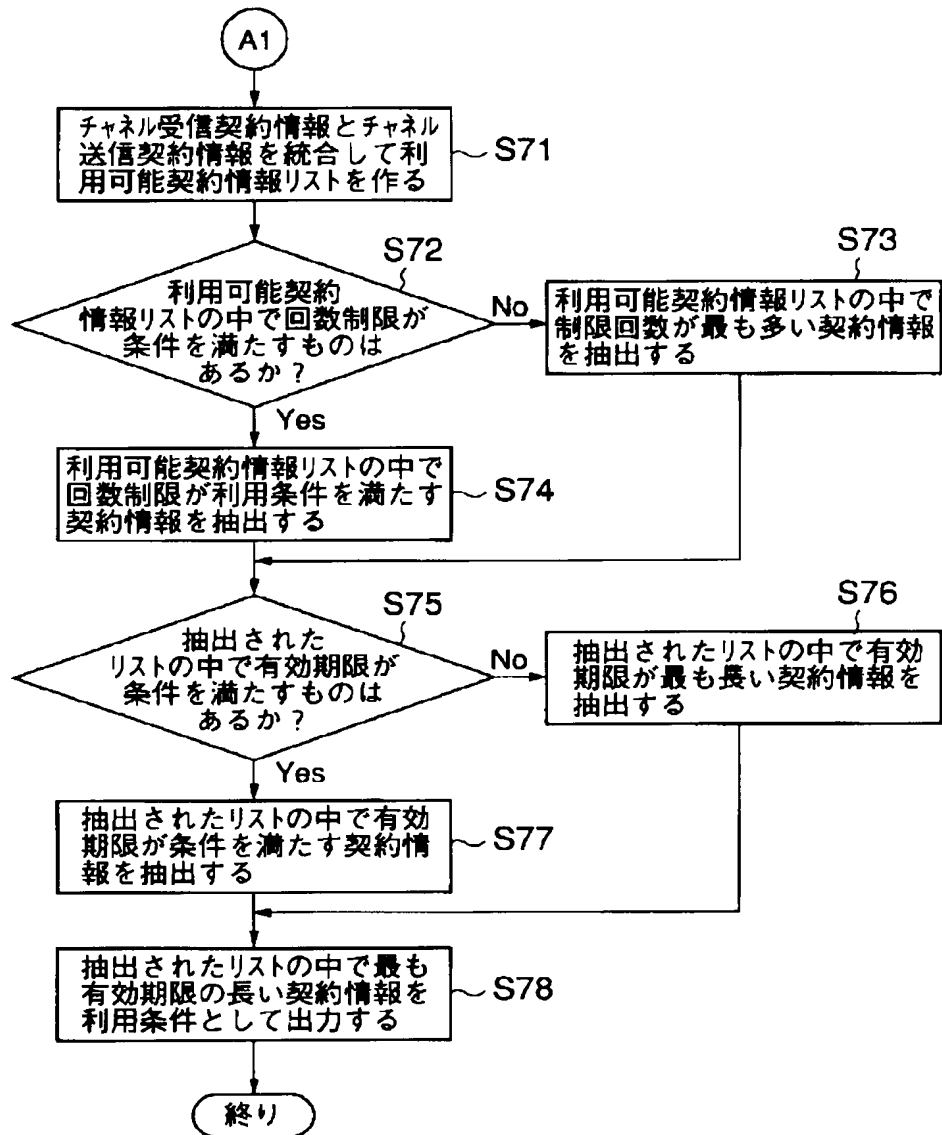 A1
チャネル受信契約情報とチャネル
送信契約情報を統合して利
用可能契約情報リストを作る
S71
S72
利用可能契約
情報リストの中で回数制限が
条件を満たすものは
あるか？
No
Yes
S73
利用可能契約情報リストの中で
制限回数が最も多い契約情報
を抽出する
利用可能契約情報リストの中で
回数制限が利用条件を満たす
契約情報を抽出する
S74
S75
抽出された
リストの中で有効期限が
条件を満たすものは
あるか？
No
Yes
S76
抽出されたリストの中で有効
期限が最も長い契約情報を
抽出する
抽出されたリストの中で有効
期限が条件を満たす契約情
報を抽出する
S77
抽出されたリストの中で最も
有効期限の長い契約情報を
利用条件として出力する
S78
終り